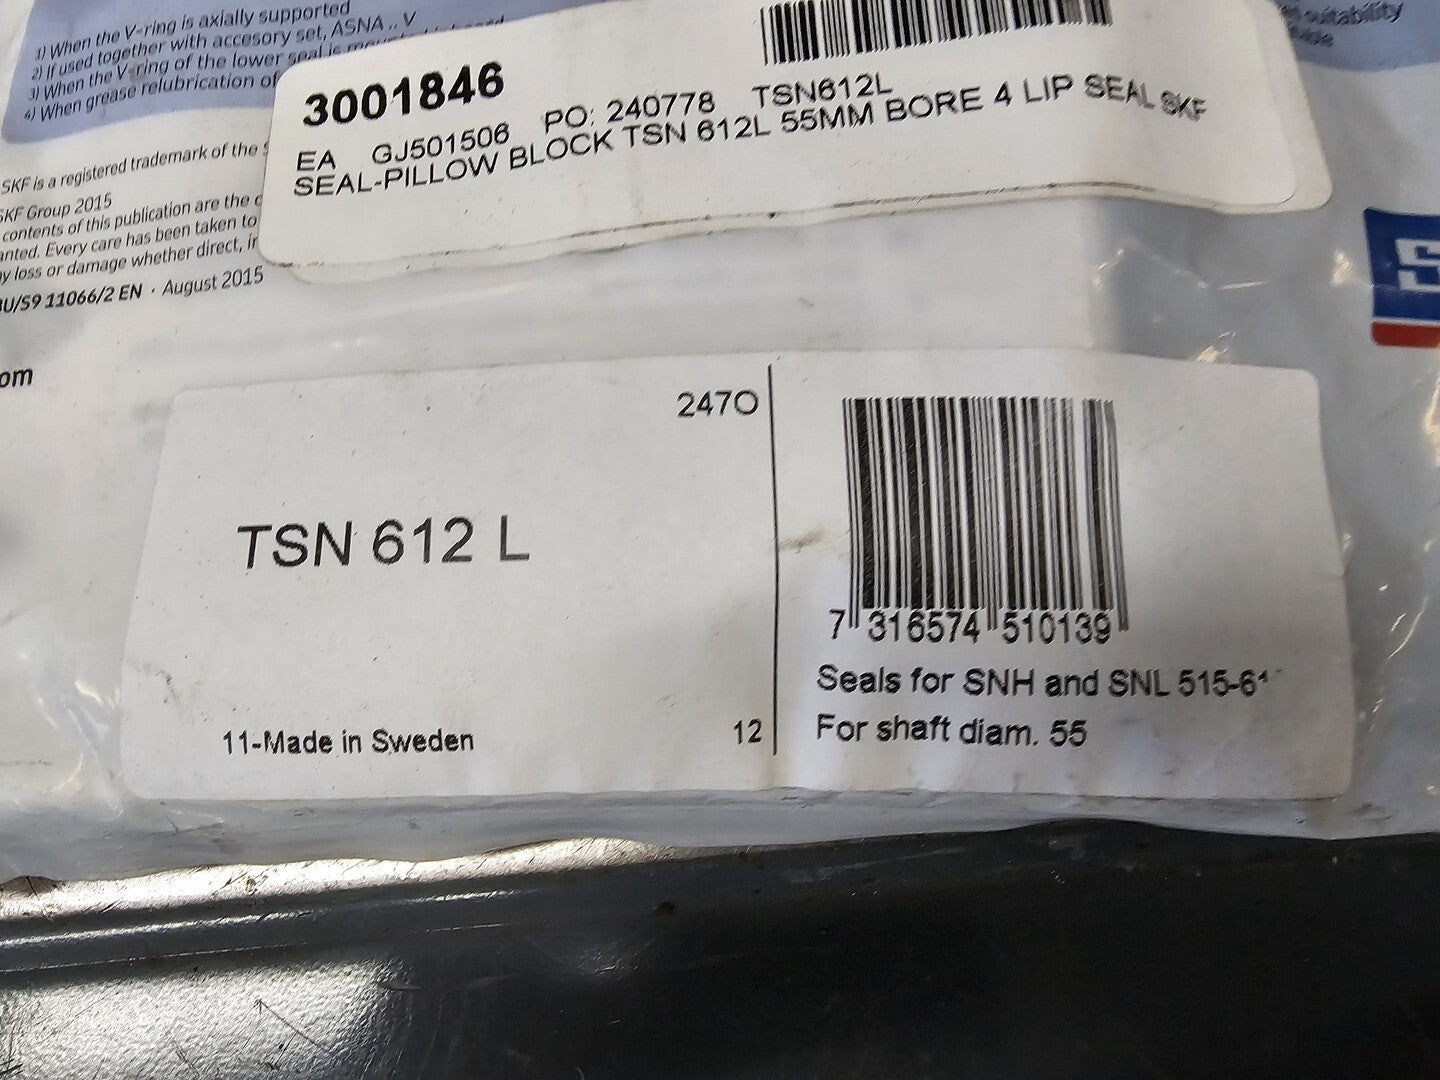 1) When the V-ring is axially supported
2) If used together with accesory set, ASNA .. V
3) When the V-ring of the lower seal is
4) When grease relubrication of
suitability
3001846
EA GJ501506 PO: 240778 TSN612L
SEAL-PILLOW BLOCK TSN 612L 55MM BORE 4 LIP SEAL SKF
SKF is a registered trademark of the
SKF Group 2015
contents of this publication are the
Every care has been taken to
loss or damage whether direct,
11066/2 EN · August 2015
om
S
247O
TSN 612 L
11-Made in Sweden
12
7 316574 510139
Seals for SNH and SNL 515-6
For shaft diam. 55